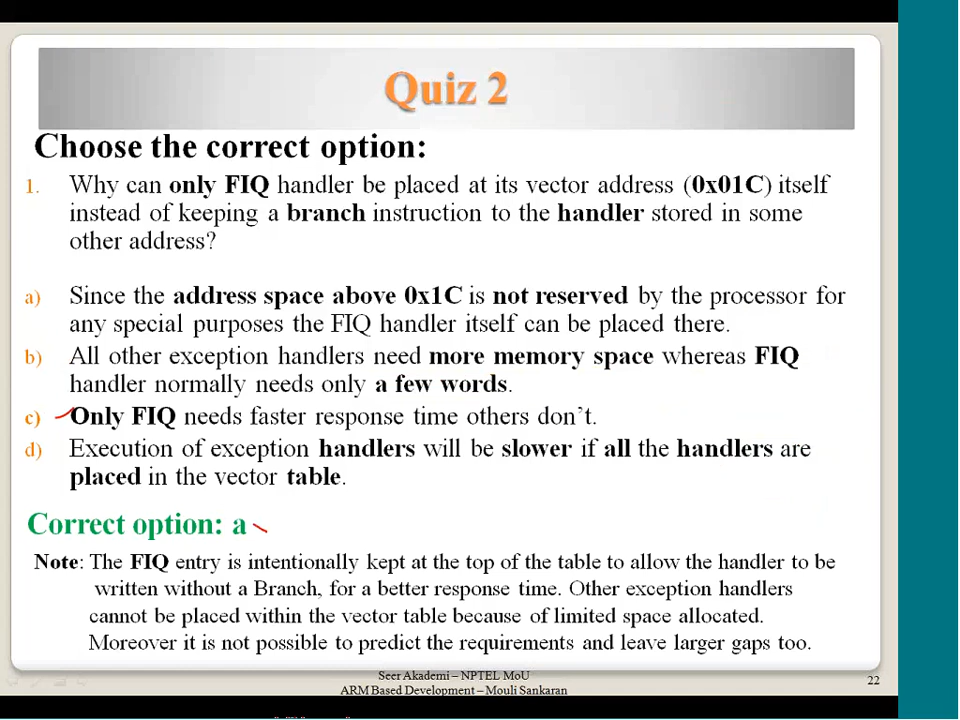 Quiz 2
Choose the correct option:
1. Why can only FIQ handler be placed at its vector address (0x01C) itself
instead of keeping a branch instruction to the handler stored in some
other address?
a) Since the address space above 0x1C is not reserved by the processor for
any special purposes the FIQ handler itself can be placed there.
b) All other exception handlers need more memory space whereas FIQ
handler normally needs only a few words.
c) Only FIQ needs faster response time others don't.
d) Execution of exception handlers will be slower if all the handlers are
placed in the vector table.
Correct option: a
Note: The FIQ entry is intentionally kept at the top of the table to allow the handler to be
written without a Branch, for a better response time. Other exception handlers
cannot be placed within the vector table because of limited space allocated.
Moreover it is not possible to predict the requirements and leave larger gaps too.
Seer Akademi – NPTEL MoU
ARM Based Development – Mouli Sankaran
22